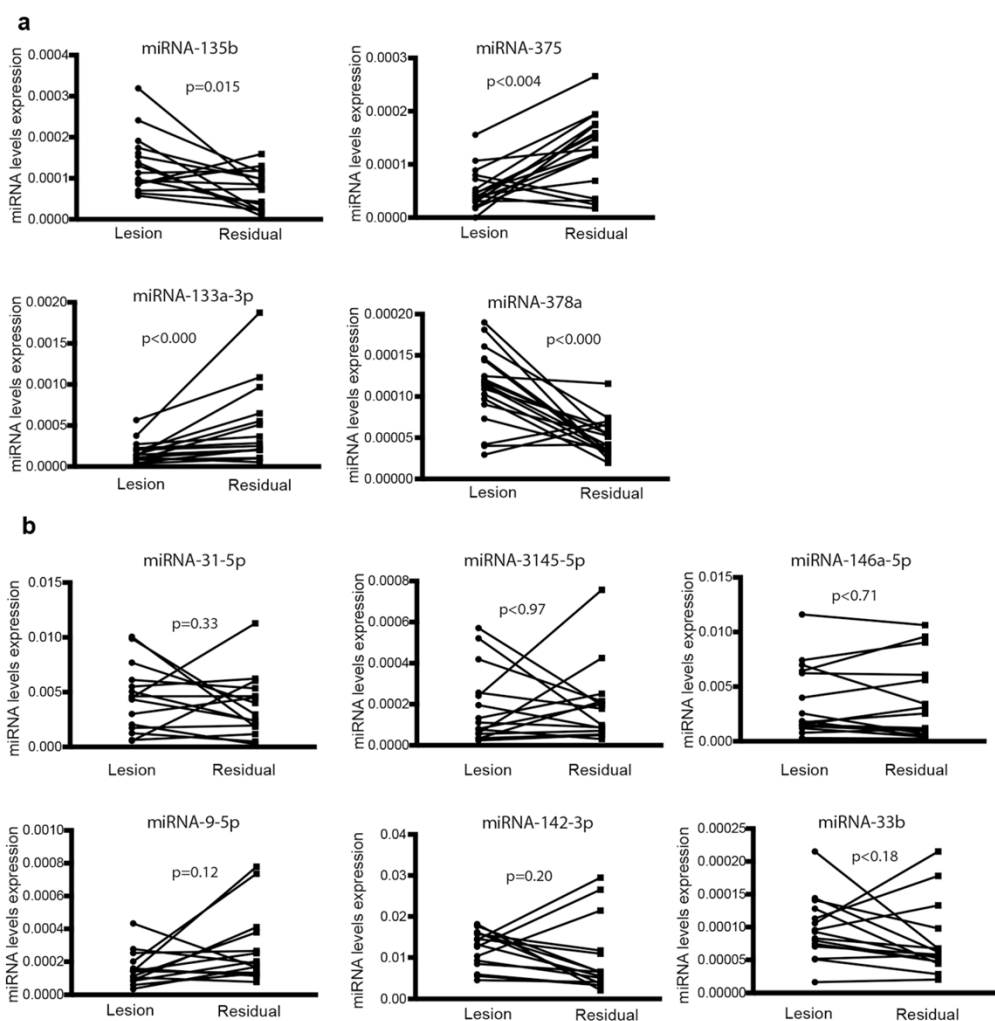 a
miRNA-135b
miRNA levels expression
0.0004
0.0003
0.0002
0.0001
0.0000
p=0.015
Lesion Residual
miRNA-375
miRNA levels expression
0.0003
0.0002
0.0001
0.0000
p<0.004
Lesion Residual
miRNA-133a-3p
miRNA levels expression
0.0020
0.0015
0.0010
0.0005
0.0000
p<0.000
Lesion Residual
miRNA-378a
miRNA levels expression
0.00020
0.00015
0.00010
0.00005
0.00000
p<0.000
Lesion Residual
b
miRNA-31-5p
miRNA levels expression
0.015
0.010
0.005
0.000
p=0.33
Lesion Residual
miRNA-3145-5p
miRNA levels expression
0.0008
0.0006
0.0004
0.0002
0.0000
p<0.97
Lesion Residual
miRNA-146a-5p
miRNA levels expression
0.015
0.010
0.005
0.000
p<0.71
Lesion Residual
miRNA-9-5p
miRNA levels expression
0.0010
0.0008
0.0006
0.0004
0.0002
0.0000
p=0.12
Lesion Residual
miRNA-142-3p
miRNA levels expression
0.04
0.03
0.02
0.01
0.00
p=0.20
Lesion Residual
miRNA-33b
miRNA levels expression
0.00025
0.00020
0.00015
0.00010
0.00005
0.00000
p<0.18
Lesion Residual